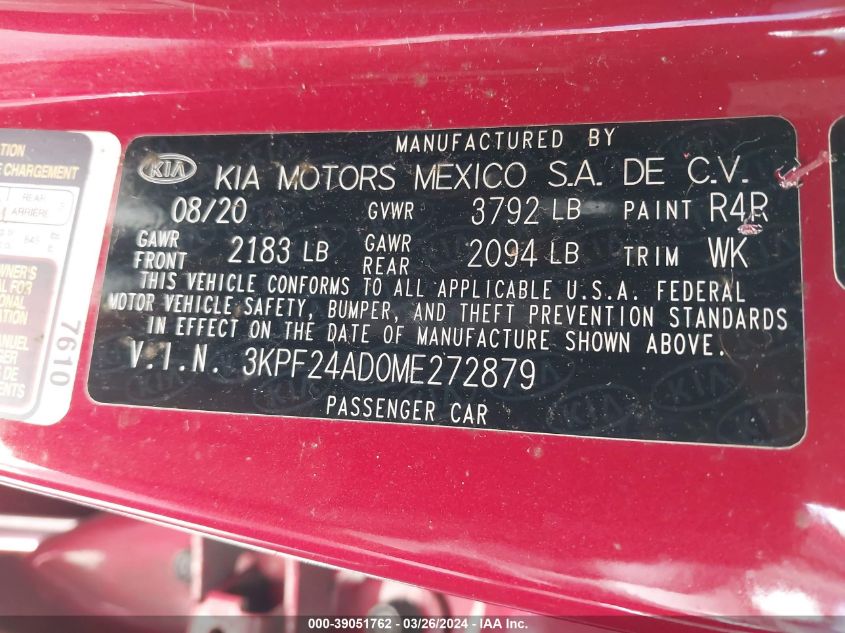 MANUFACTURED BY
KIA KIA MOTORS MEXICO S.A. DE C.V.
08/20 GVWR 3792 LB PAINT R4R
GAWR FRONT 2183 LB GAWR REAR 2094 LB TRIM WK
THIS VEHICLE CONFORMS TO ALL APPLICABLE U.S.A. FEDERAL
MOTOR VEHICLE SAFETY, BUMPER, AND THEFT PREVENTION STANDARDS
IN EFFECT ON THE DATE OF MANUFACTURE SHOWN ABOVE.
V.I.N. 3KPF24AD0ME272879
PASSENGER CAR
CHARGEMENT
REAR
ARRIERE
7610
000-39051762 - 03/26/2024 - IAA Inc.